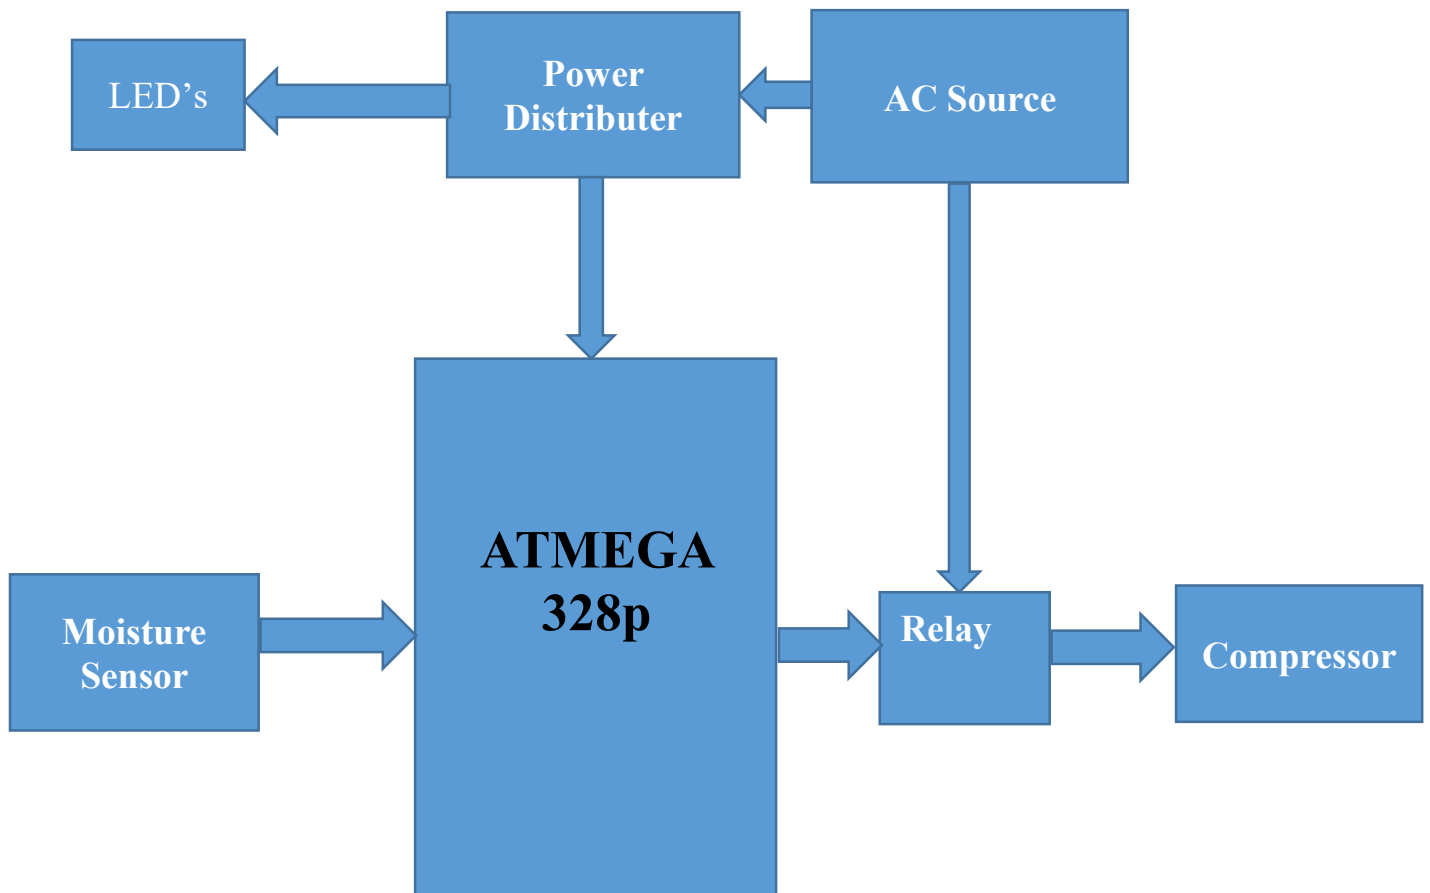 LED’s
Power
Distributer
AC Source
ATMEGA
328p
Moisture
Sensor
Relay
Compressor